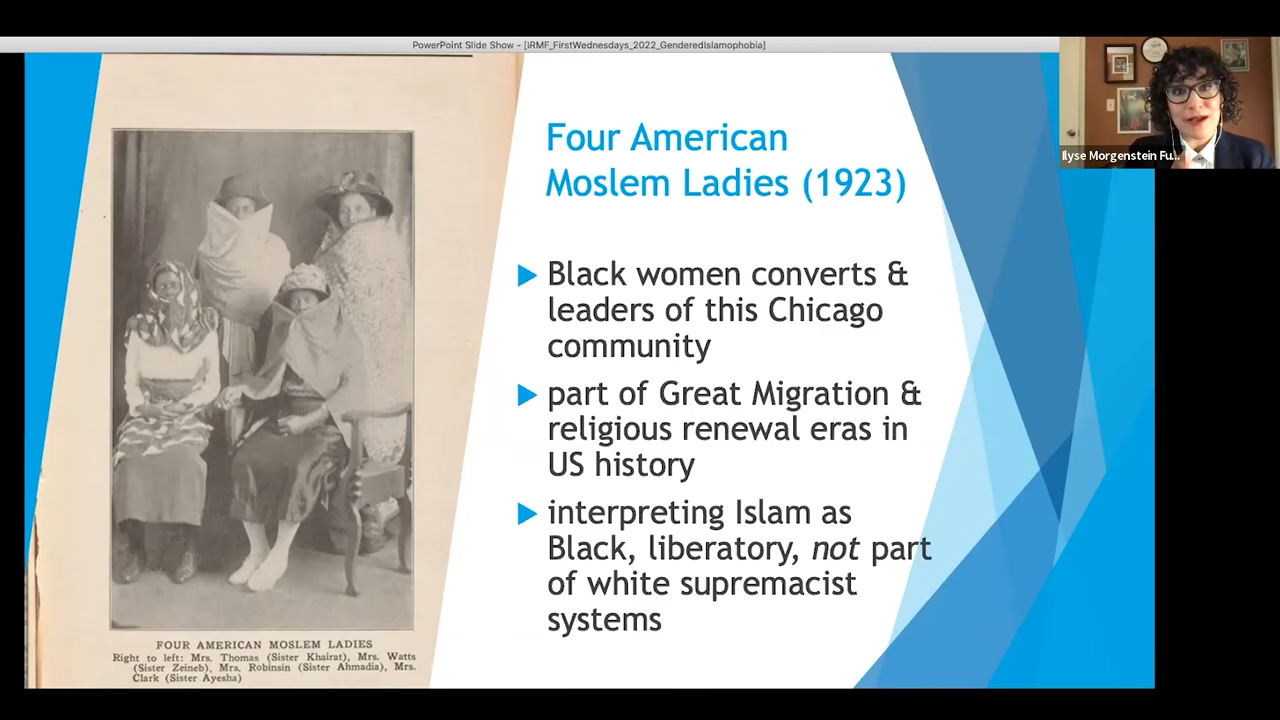 PowerPoint Slide Show - [IRMF_FirstWednesdays_2022_GenderedIslamophobia]
Ilyse Morgenstein Fu...
Four American
Moslem Ladies (1923)
Black women converts &
leaders of this Chicago
community
part of Great Migration &
religious renewal eras in
US history
interpreting Islam as
Black, liberatory, not part
of white supremacist
systems
FOUR AMERICAN MOSLEM LADIES
Right to left: Mrs. Thomas (Sister Khairat), Mrs. Watts
(Sister Zeineb), Mrs. Robinsin (Sister Ahmadia), Mrs.
Clark (Sister Ayesha)